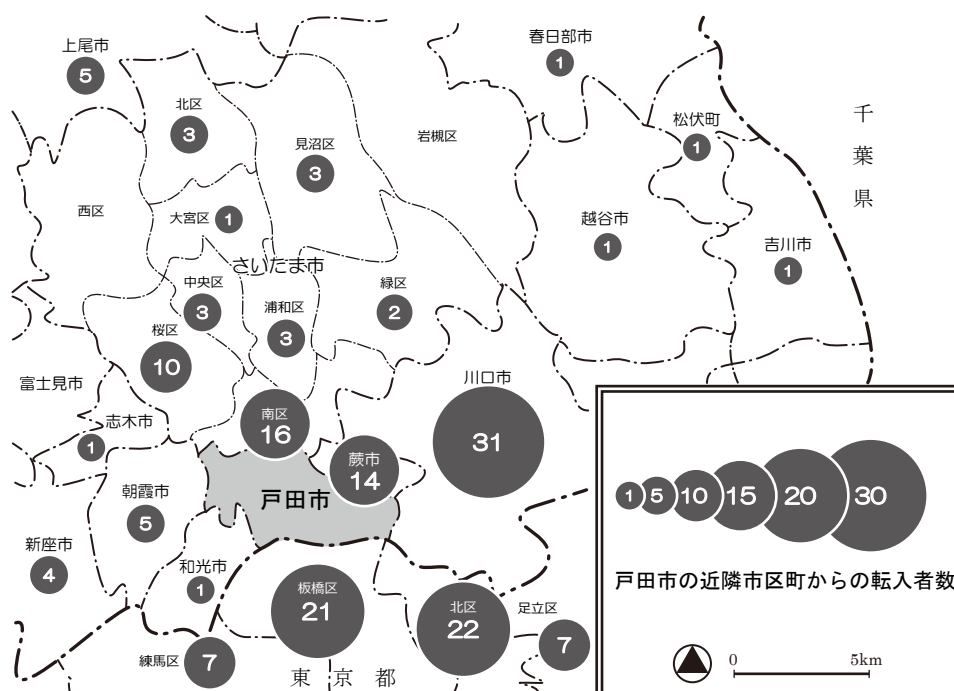 上尾市
5
春日部市
1
千葉県
北区
3
見沼区
3
岩槻区
松伏町
1
西区
大宮区
1
越谷市
1
吉川市
1
さいたま市
中央区
3
浦和区
3
緑区
2
桜区
10
富士見市
志木市
1
南区
16
蕨市
14
川口市
31
戸田市
朝霞市
5
新座市
4
和光市
1
板橋区
21
北区
22
足立区
7
練馬区
7
東京都
1 5 10 15 20 30
戸田市の近隣市区町からの転入者数
0 5km